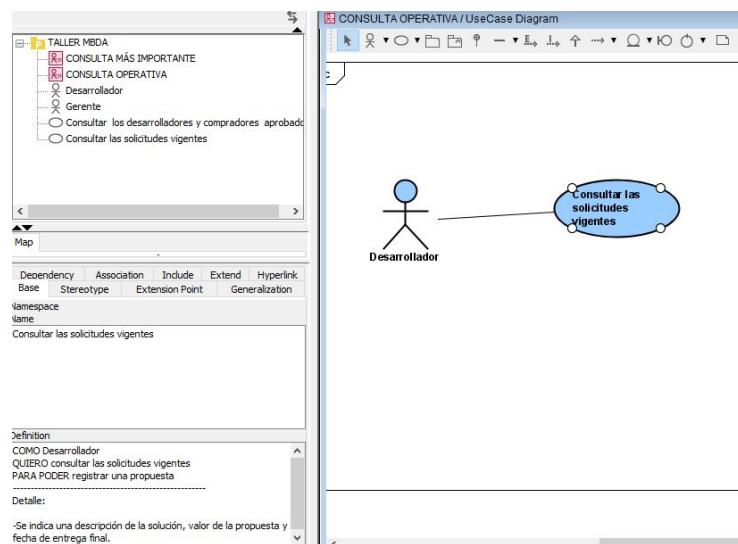 CONSULTA OPERATIVA / UseCase Diagram
TALLER MBDA
CONSULTA MÁS IMPORTANTE
CONSULTA OPERATIVA
Desarrollador
Gerente
Consultar los desarrolladores y compradores aprobado
Consultar las solicitudes vigentes
Map
Dependency Association Include Extend Hyperlink
Base Stereotype Extension Point Generalization
Namespace
Name
Consultar las solicitudes vigentes
Definition
COMO Desarrollador
QUIERO consultar las solicitudes vigentes
PARA PODER registrar una propuesta
------------------------------------------------------
Detalle:
-Se indica una descripción de la solución, valor de la propuesta y
fecha de entrega final.
Desarrollador
Consultar las
solicitudes
vigentes